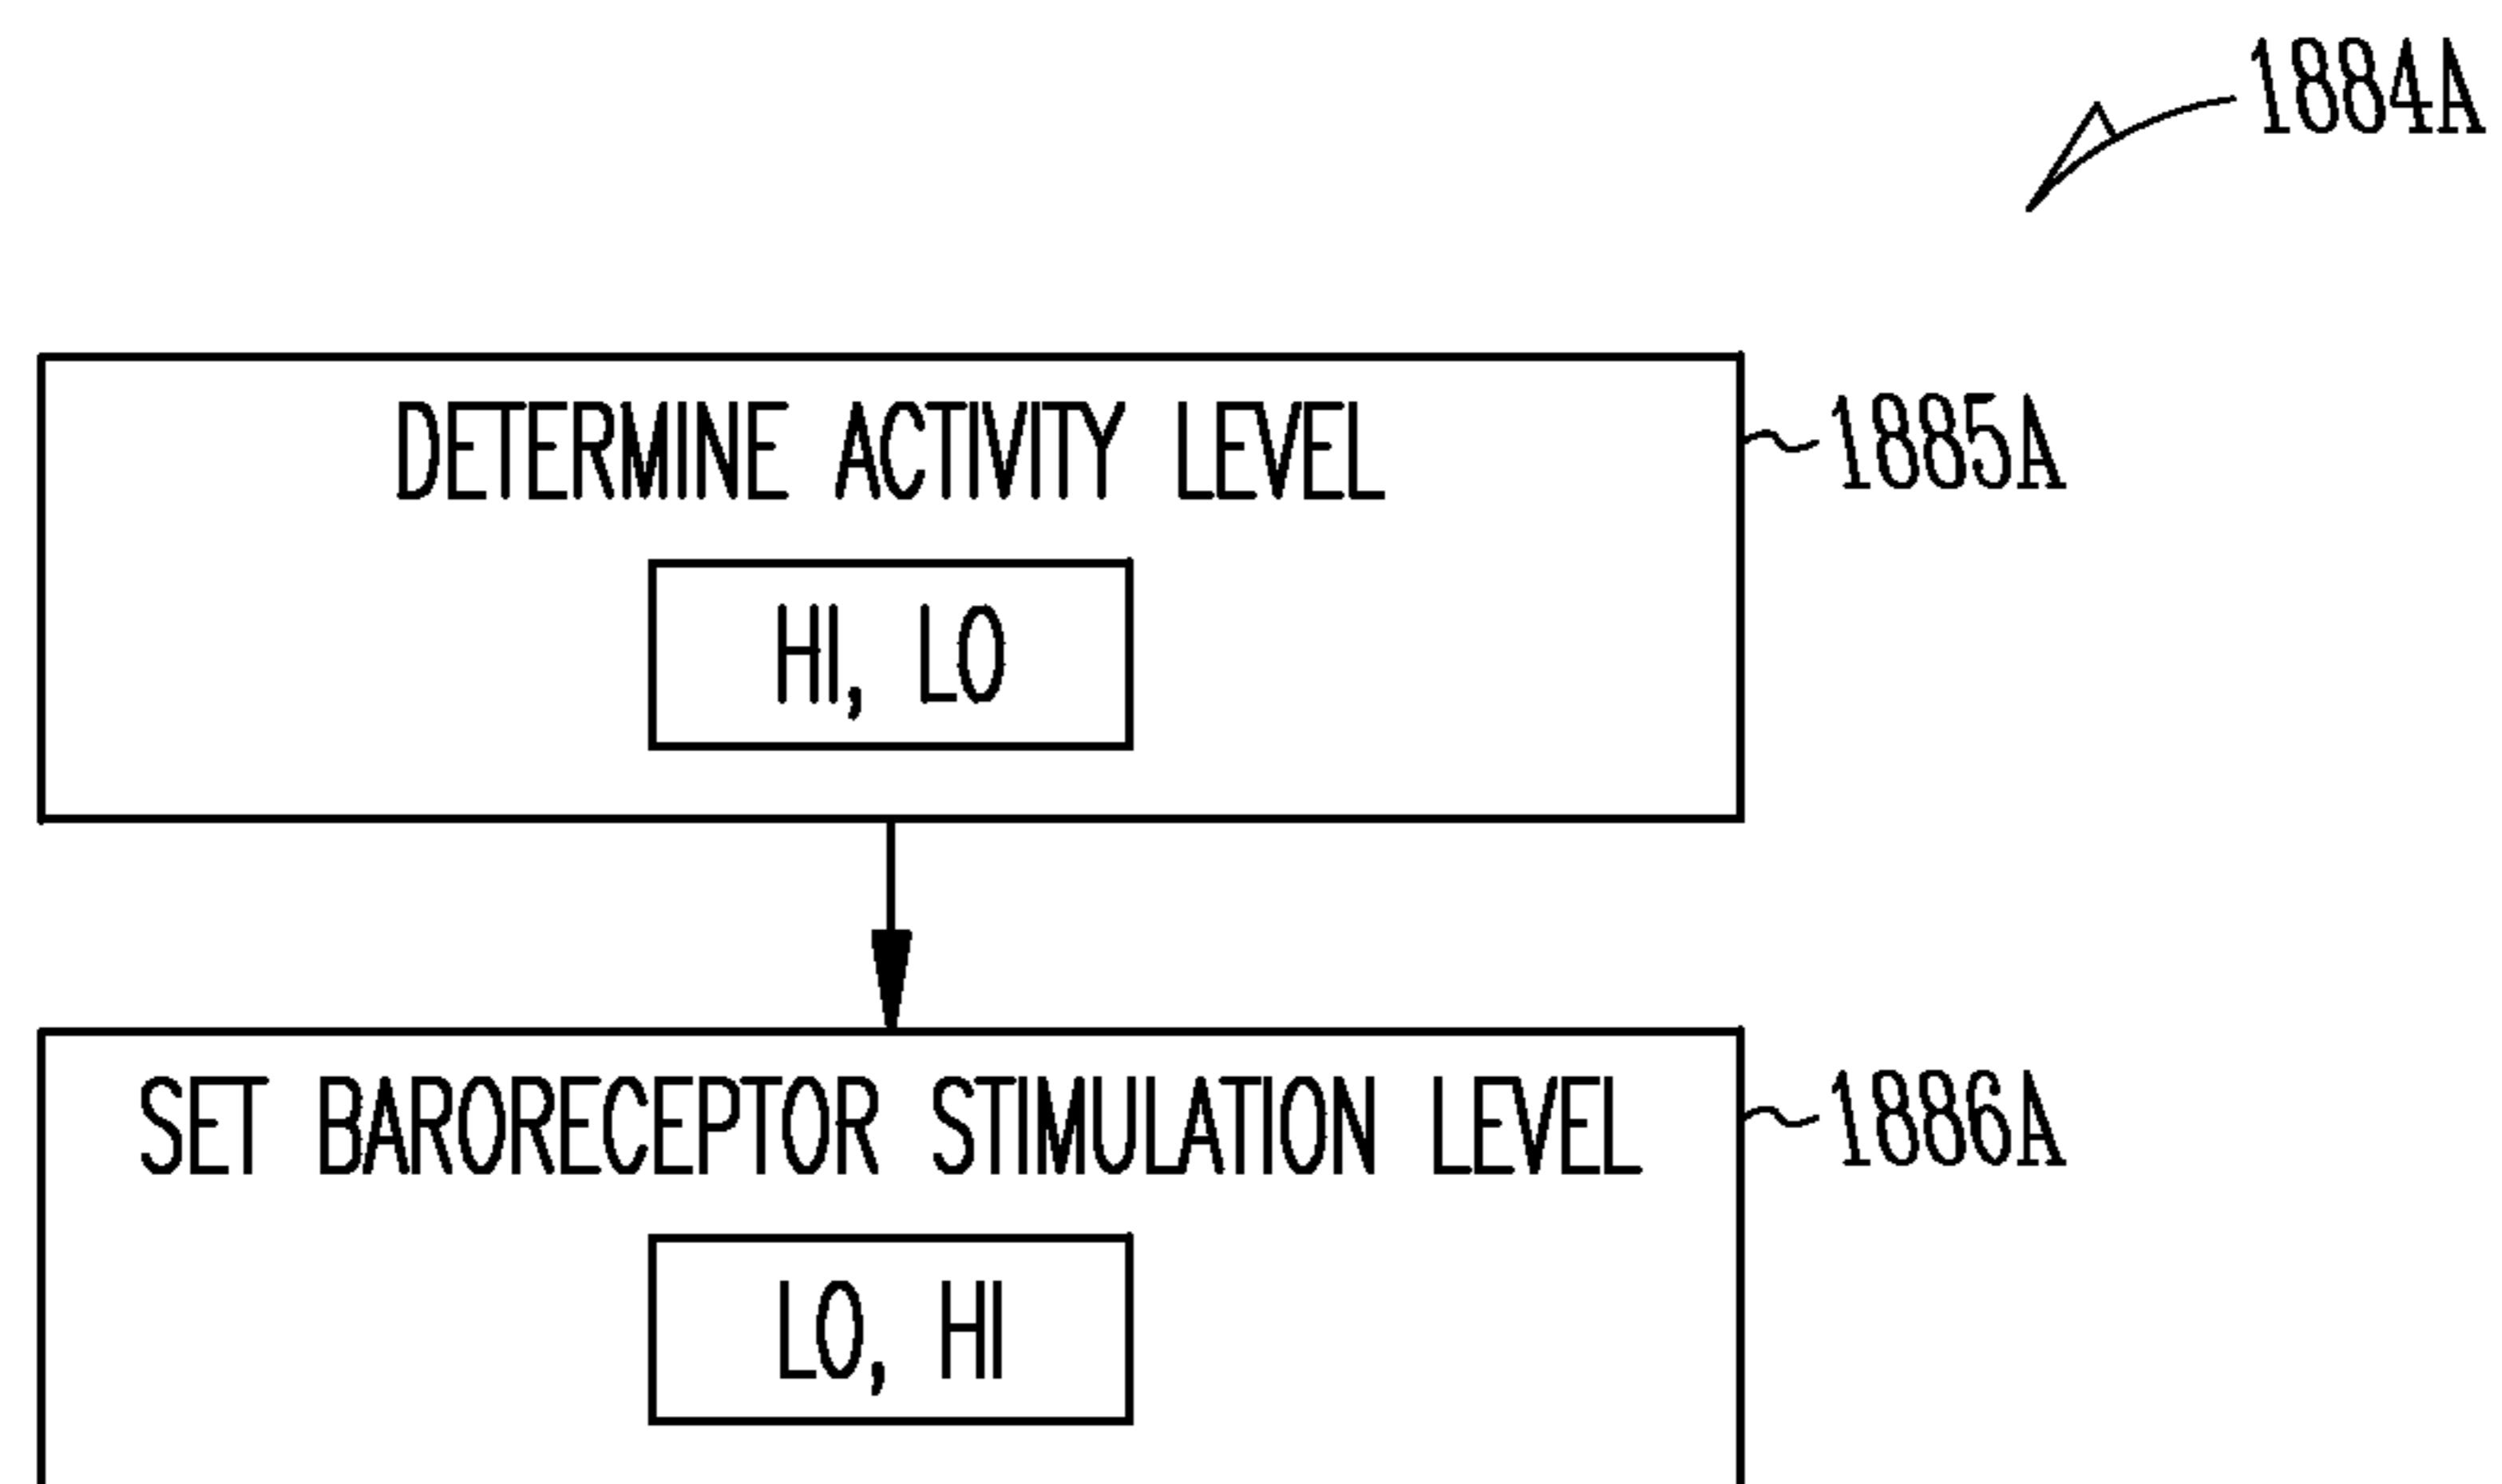 1884A
DETERMINE ACTIVITY LEVEL
1885A
HI, LO
SET BARORECEPTOR STIMULATION LEVEL
1886A
LO, HI